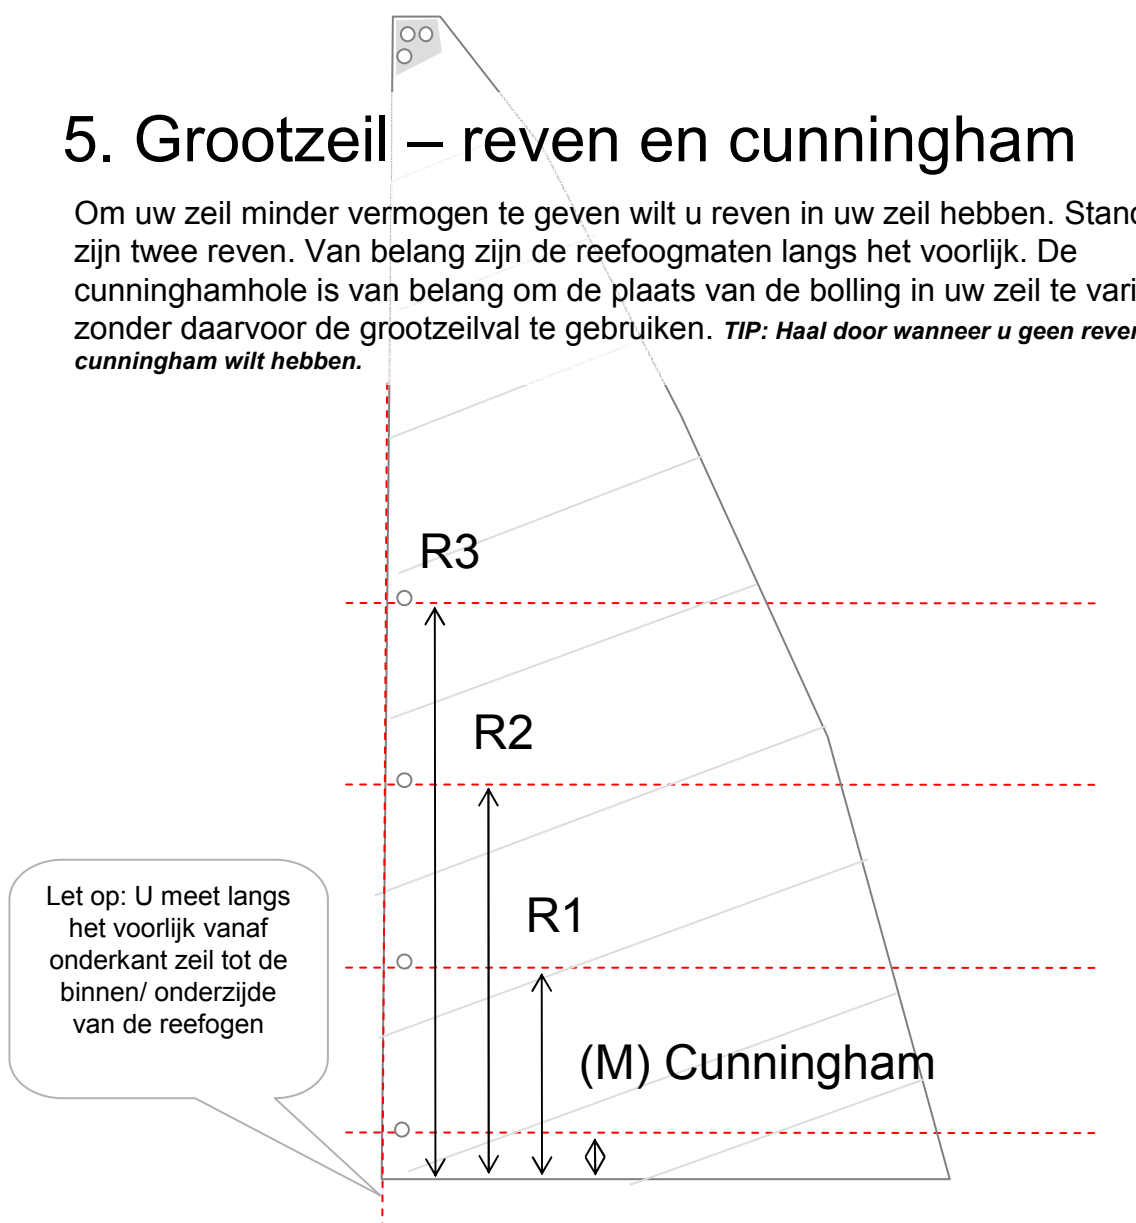 5. Grootzeil – reven en cunningham
Om uw zeil minder vermogen te geven wilt u reven in uw zeil hebben.
zijn twee reven. Van belang zijn de reefoogmaten langs het voorlijk. De
cunninghamhole is van belang om de plaats van de bolling in uw zeil te
zonder daarvoor de grootzeilval te gebruiken. TIP: Haal door wanneer u geen
cunningham wilt hebben.
R3
R2
R1
(M) Cunningham
Let op: U meet langs
het voorlijk vanaf
onderkant zeil tot de
binnen/ onderzijde
van de reefogen